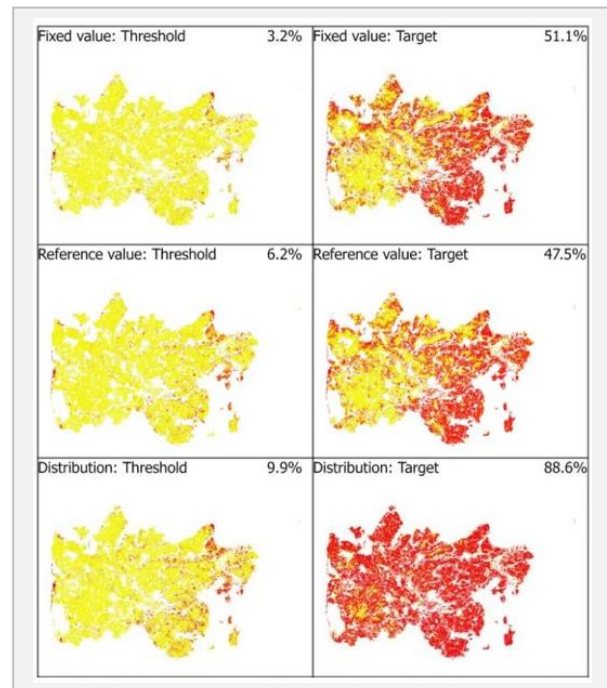 Fixed value: Threshold 3.2%
Fixed value: Target 51.1%
Reference value: Threshold 6.2%
Reference value: Target 47.5%
Distribution: Threshold 9.9%
Distribution: Target 88.6%